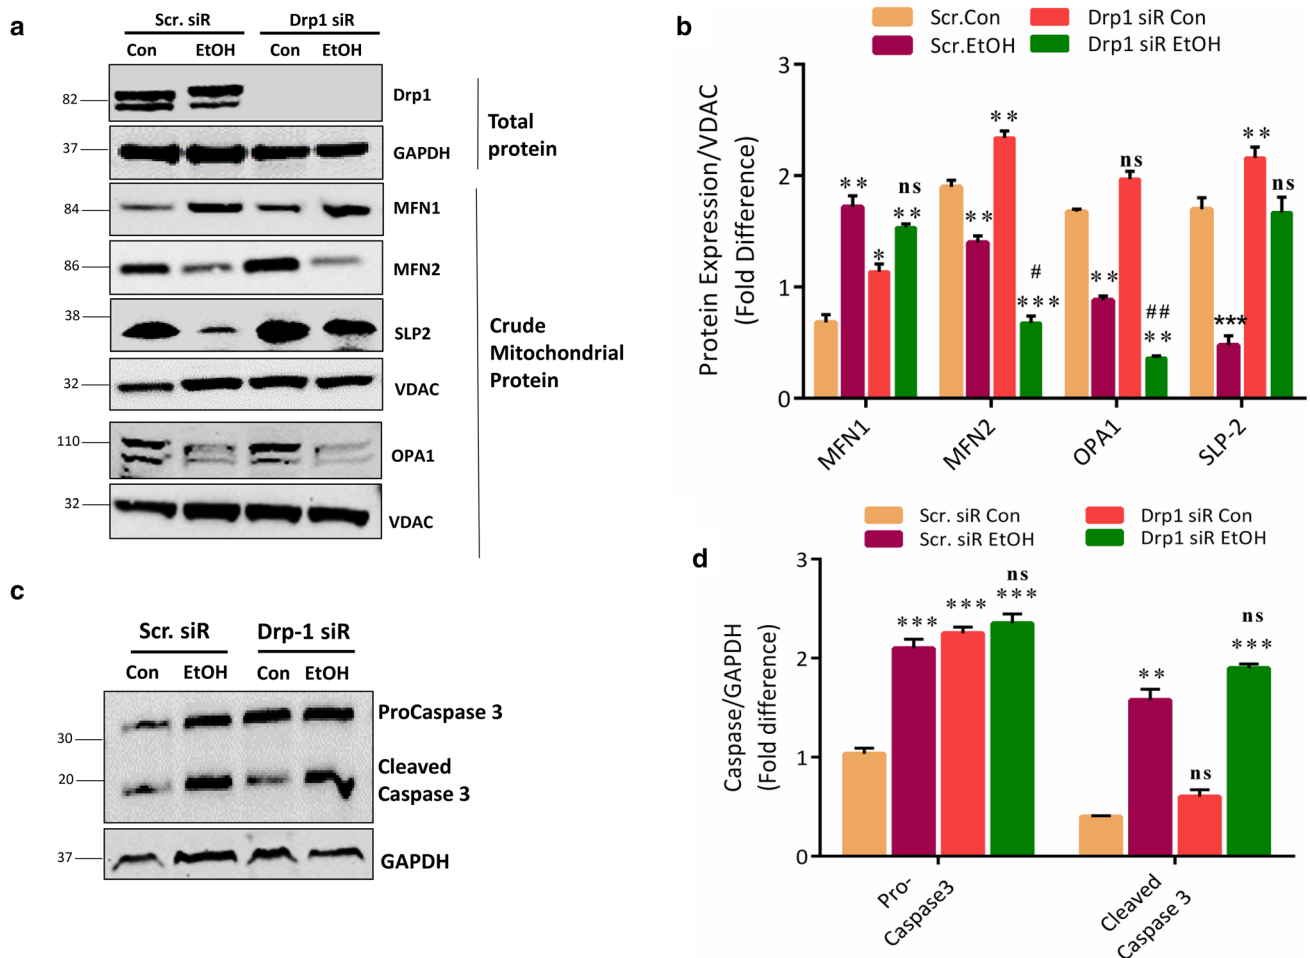 a
Scr. siR Drp1 siR
Con EtOH Con EtOH
82 Drp1
37 GAPDH
Total
protein
84 MFN1
86 MFN2
38
SLP2
32 VDAC
110 OPA1
32 VDAC
Crude
Mitochondrial
Protein
b
Scr.Con Drp1 siR Con
Scr.EtOH Drp1 siR EtOH
Protein Expression/VDAC
(Fold Difference)
3
2
1
0
** * ns
**
** ** #
***
** ns ##
**
*** ** ns
MFN1 MFN2 OPA1 SLP-2
c
Scr. siR Drp-1 siR
Con EtOH Con EtOH
ProCaspase 3
30
20
Cleaved
Caspase 3
37 GAPDH
d
Scr. siR Con Drp1 siR Con
Scr. siR EtOH Drp1 siR EtOH
Caspase/GAPDH
(Fold difference)
3
2
1
0
*** *** ns
***
** ns ns
***
Pro-
Caspase3
Cleaved
Caspase 3